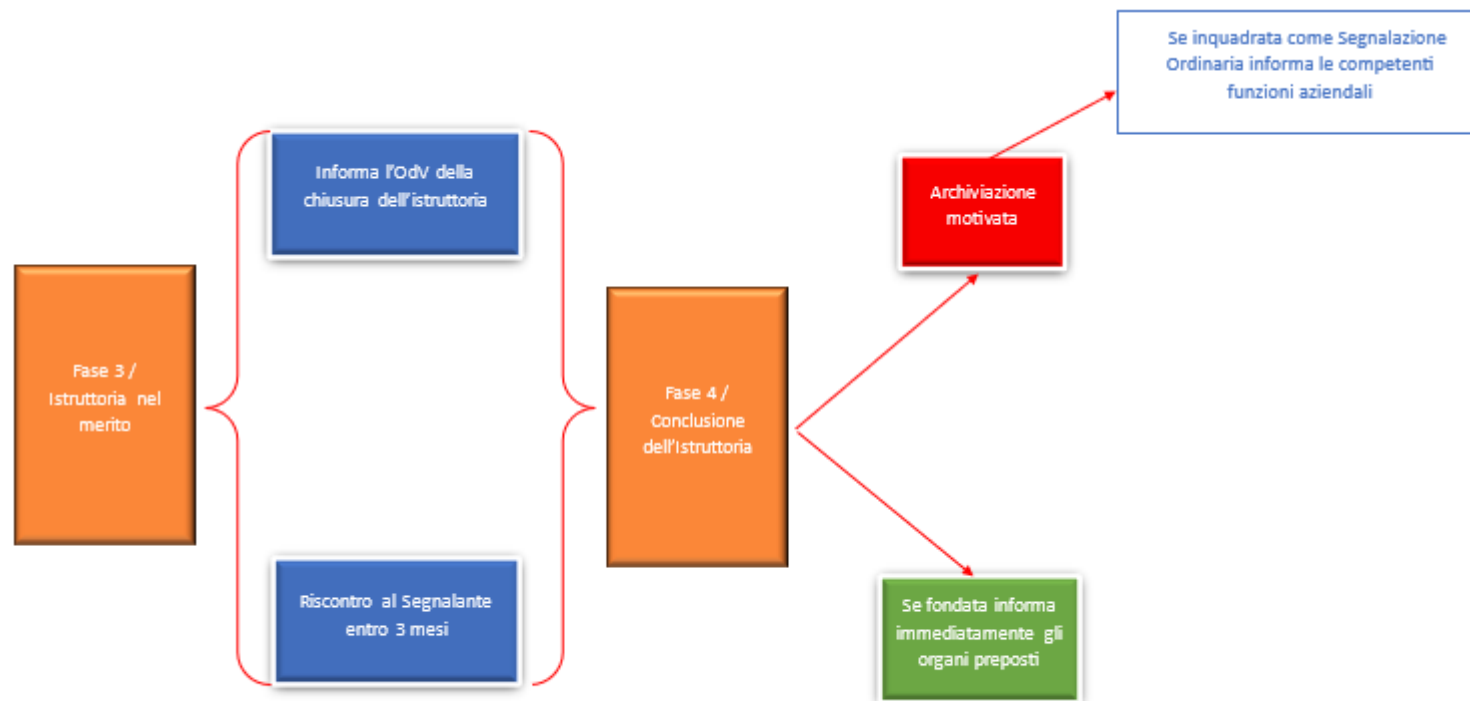 Se inquadrata come Segnalazione
Ordinaria informa le competenti
funzioni aziendali
Informa l'OdV della
chiusura dell'istruttoria
Archiviazione
motivata
Fase 3 /
Istruttoria nel
merito
Fase 4 /
Conclusione
dell'Istruttoria
Riscontro al Segnalante
entro 3 mesi
Se fondata informa
immediatamente gli
organi preposti